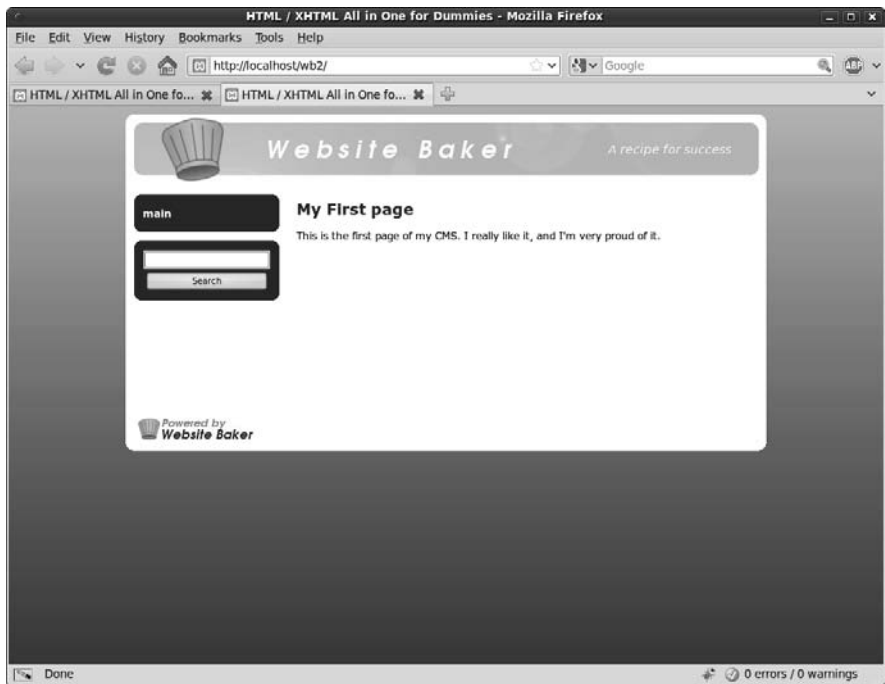 HTML / XHTML All in One for Dummies - Mozilla Firefox
File Edit View History Bookmarks Tools Help
http://localhost/wb2/ Google ABP
HTML / XHTML All in One fo... HTML / XHTML All in One fo...
Website Baker A recipe for success
main
My First page
This is the first page of my CMS. I really like it, and I'm very proud of it.
Search
Powered by
Website Baker
Done 0 errors / 0 warnings